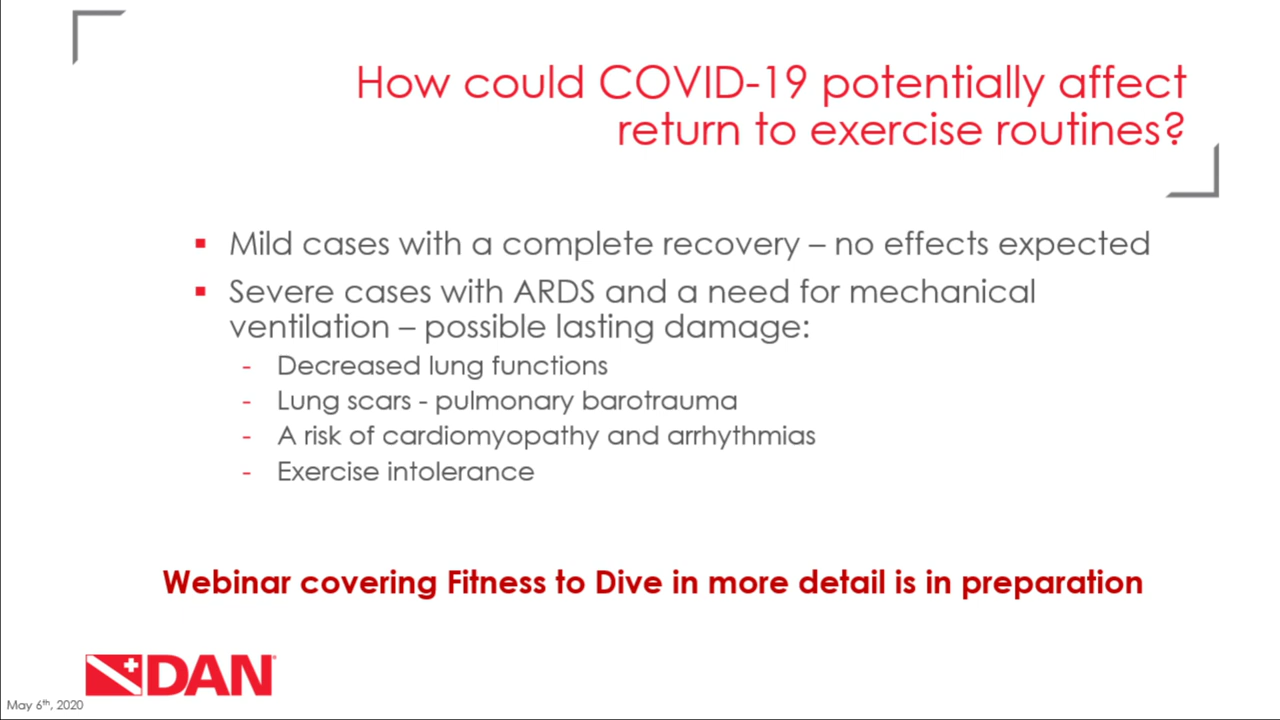 How could COVID-19 potentially affect
return to exercise routines?
▪ Mild cases with a complete recovery – no effects expected
▪ Severe cases with ARDS and a need for mechanical
ventilation – possible lasting damage:
- Decreased lung functions
- Lung scars - pulmonary barotrauma
- A risk of cardiomyopathy and arrhythmias
- Exercise intolerance
Webinar covering Fitness to Dive in more detail is in preparation
DAN
May 6th, 2020